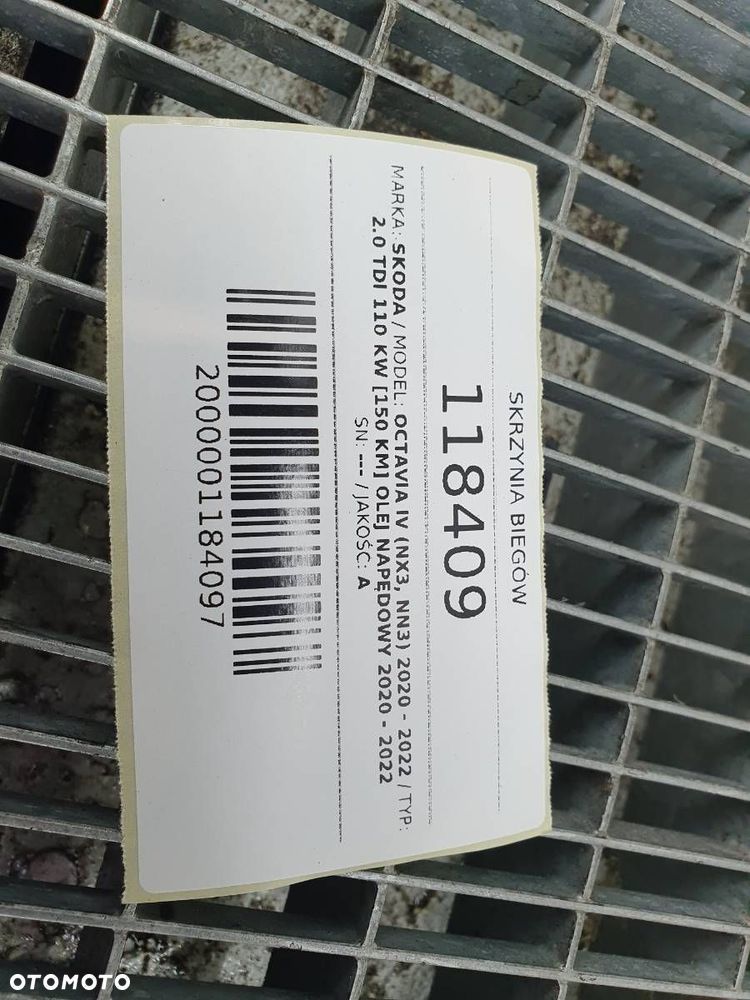 SKRZYNIA BIEGÓW
118409
MARKA: SKODA / MODEL: OCTAVIA IV (NX3, NN3) 2020 - 2022 / TYP:
2.0 TDI 110 KW [150 KM] OLEJ NAPĘDOWY 2020 - 2022
SN: --- / JAKOŚĆ: A
2000001184097
OTOMOTO